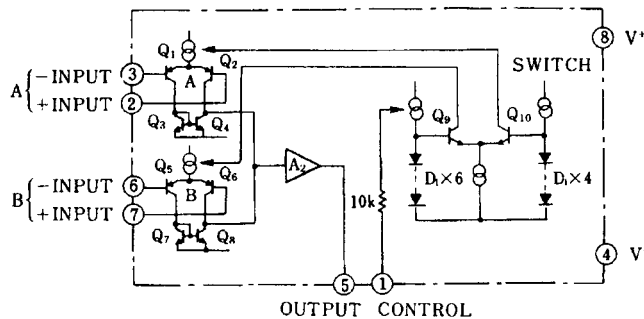 Q1
Q2
8 V+
A { −INPUT 3
A
SWITCH
+INPUT 2
Q3 Q4
Q9 Q10
Q5 Q6
A2
B { −INPUT 6
B
D1×6
D1×4
+INPUT 7
10k
Q7 Q8
4 V
5 1
OUTPUT CONTROL